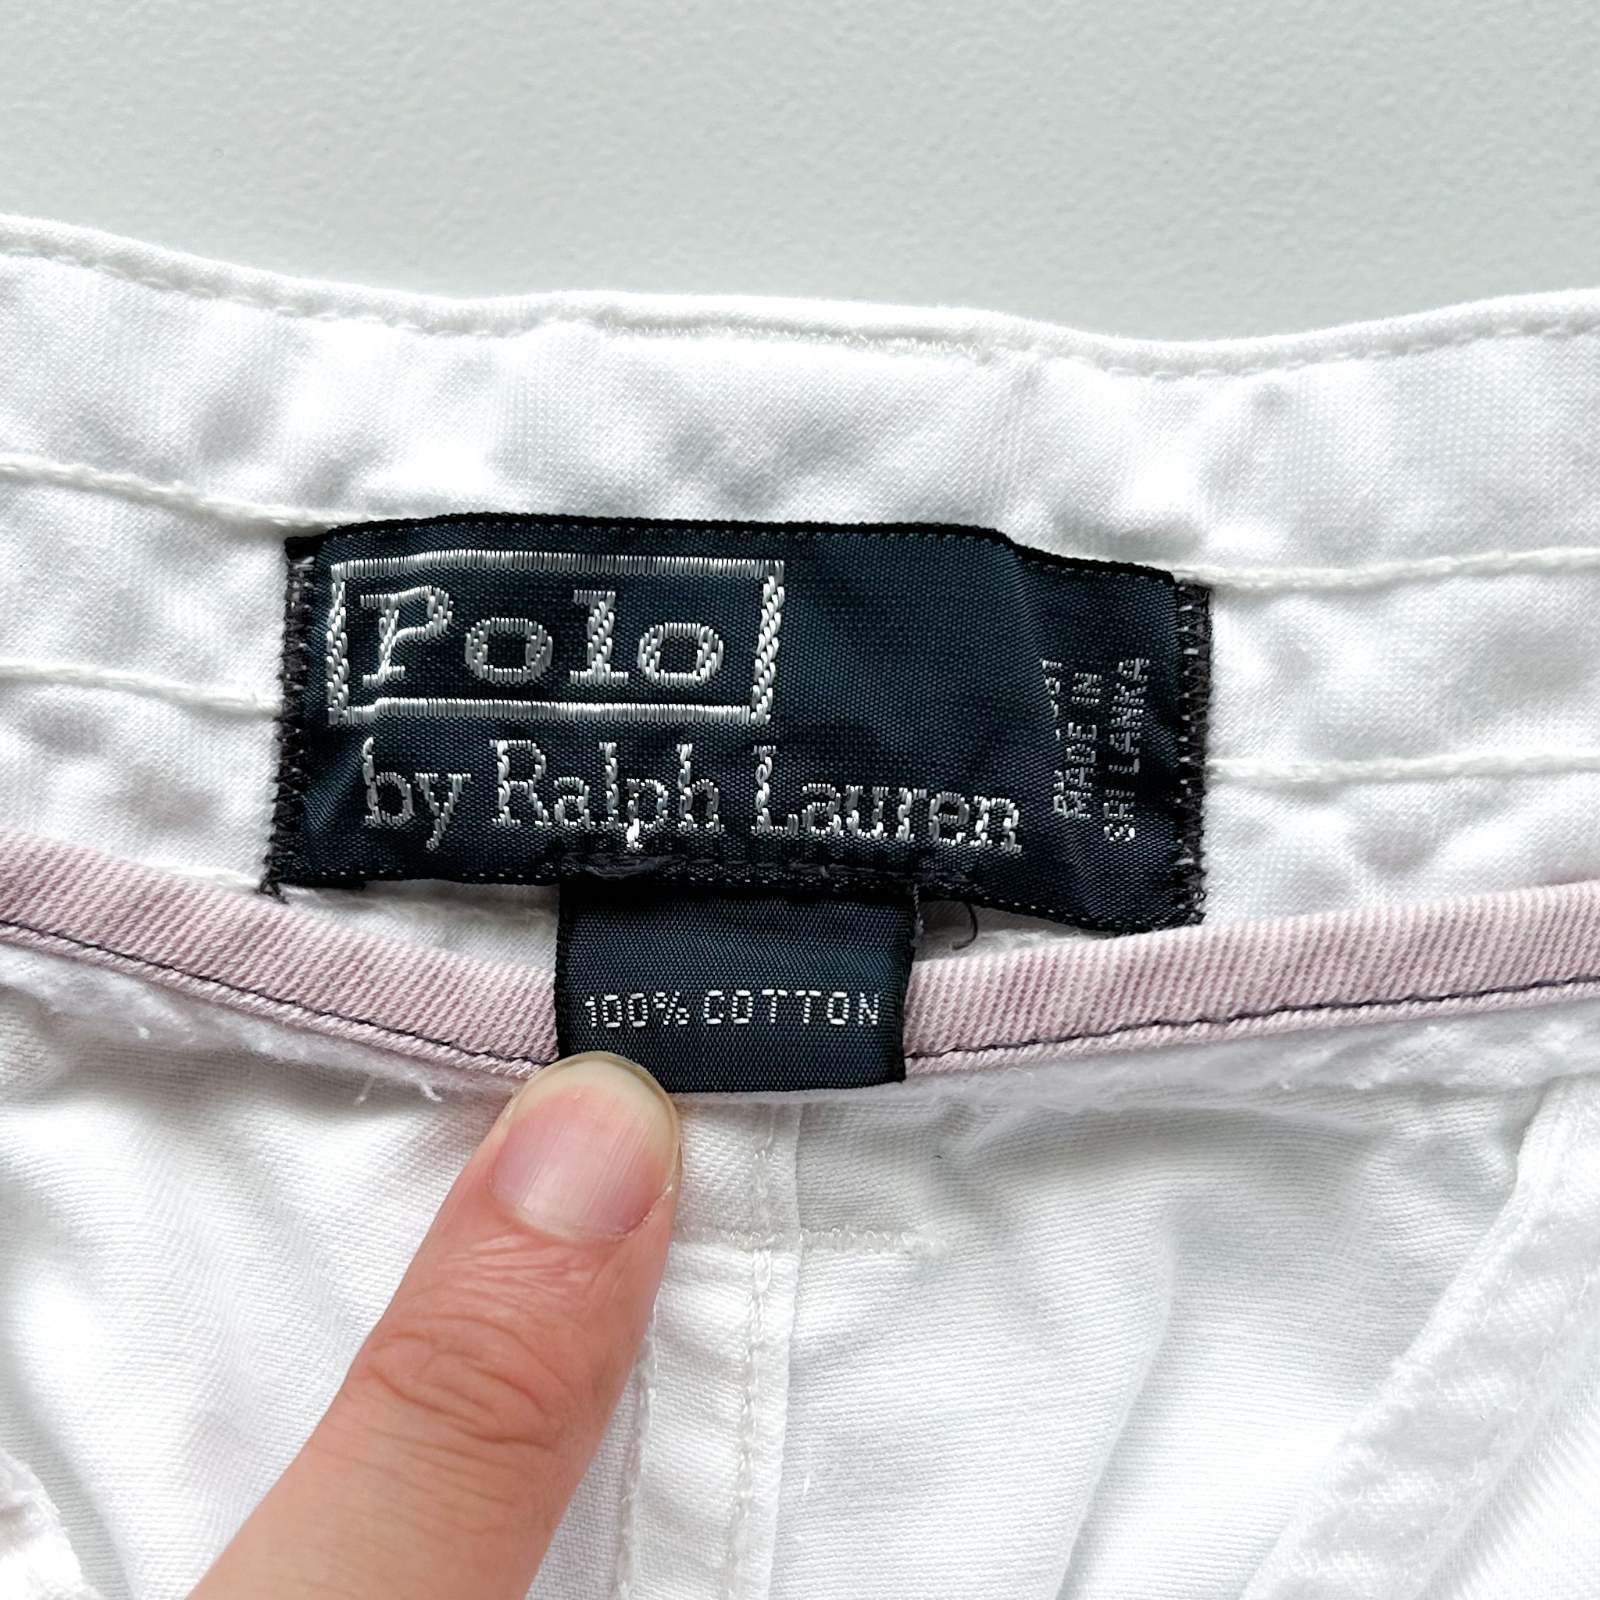 Polo
by Ralph Lauren
MADE IN
SRI LANKA
100% COTTON